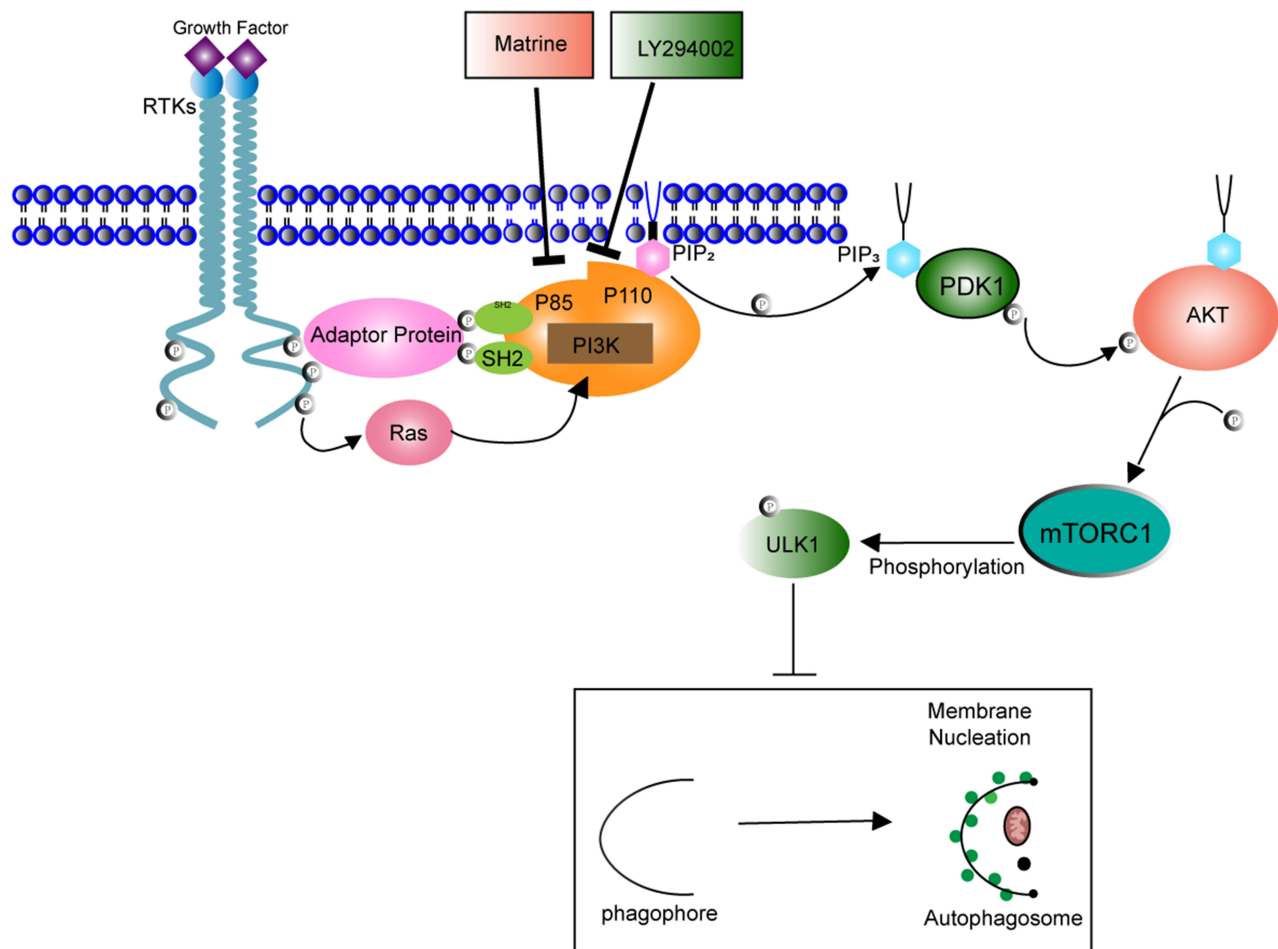 Growth Factor
RTKs
Matrine
LY294002
PIP₂
PIP₃
PDK1
P
AKT
P
P
P
P
P
Adaptor Protein
P
P
SH2
SH2
P85
P110
PI3K
P
P
P
P
Ras
P
mTORC1
Phosphorylation
P
ULK1
Membrane
Nucleation
phagophore
Autophagosome